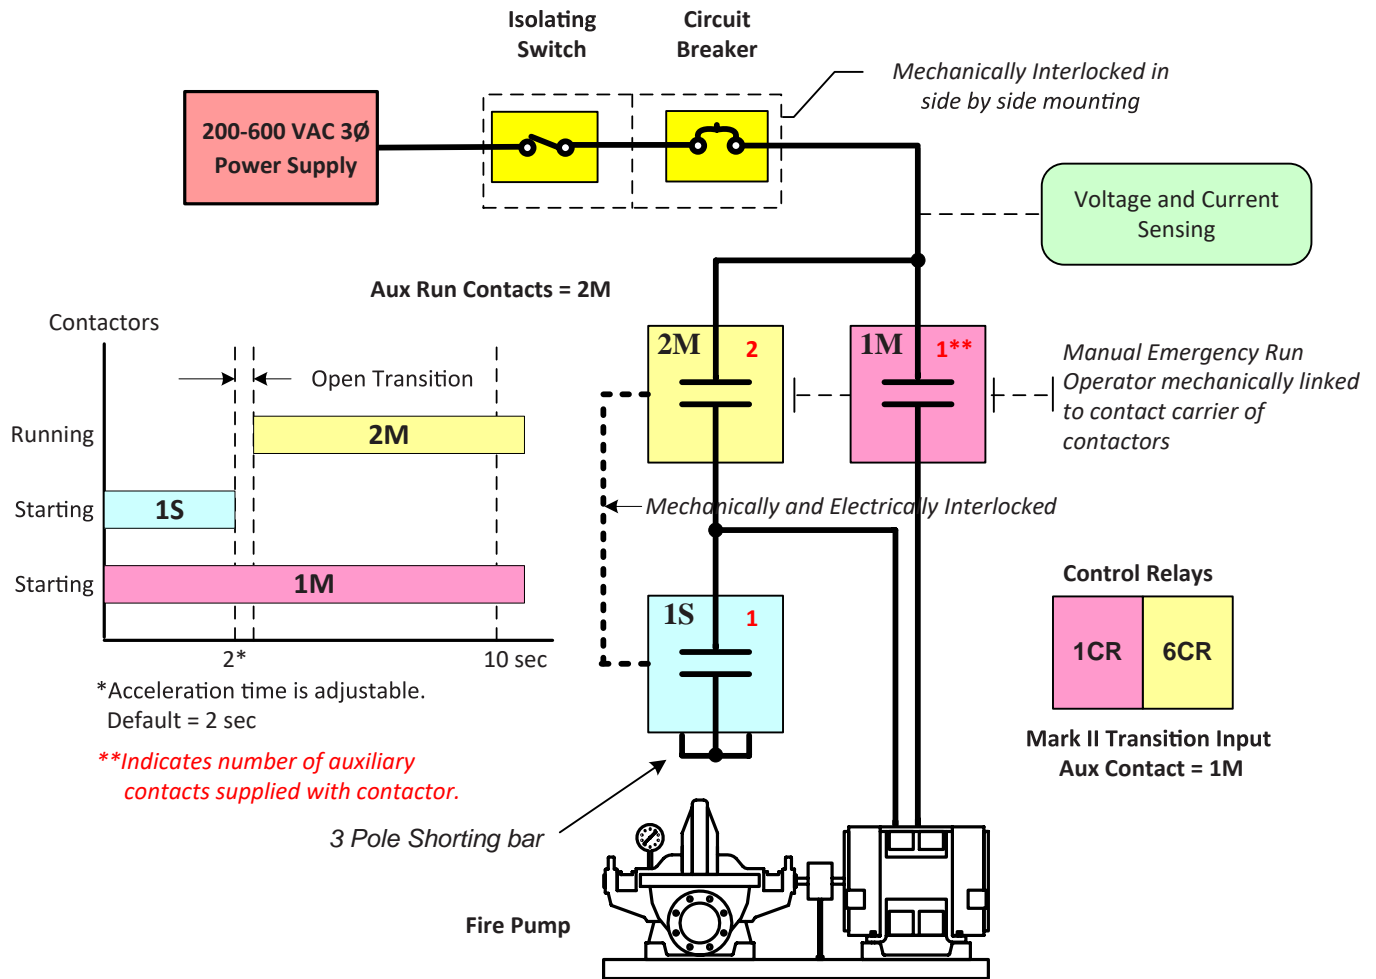 Isolating
Switch
Circuit
Breaker
Mechanically Interlocked in
side by side mounting
200-600 VAC 3Ø
Power Supply
Voltage and Current
Sensing
Aux Run Contacts = 2M
Contactors
Open Transition
Running
2M
Starting
1S
Starting
1M
2*
10 sec
*Acceleration time is adjustable.
Default = 2 sec
**Indicates number of auxiliary
contacts supplied with contactor.
2M 2
1M 1**
Manual Emergency Run
Operator mechanically linked
to contact carrier of
contactors
Mechanically and Electrically Interlocked
1S 1
3 Pole Shorting bar
Control Relays
1CR 6CR
Mark II Transition Input
Aux Contact = 1M
Fire Pump